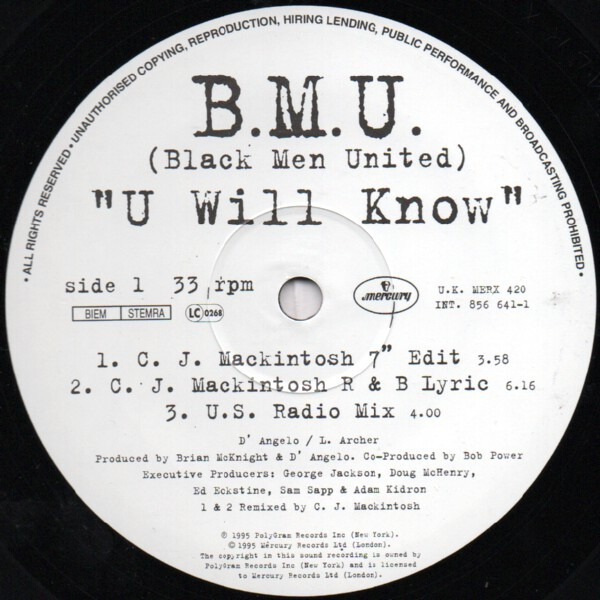 • ALL RIGHTS RESERVED • UNAUTHORISED COPYING, REPRODUCTION, HIRING LENDING, PUBLIC PERFORMANCE AND BROADCASTING PROHIBITED •
B.M.U.
(Black Men United)
"U Will Know"
side 1 33 rpm
BIEM STEMRA LC 0268
mercury
U.K. MERX 420
INT. 856 641-1
1. C. J. Mackintosh 7" Edit 3.58
2. C. J. Mackintosh R & B Lyric 6.16
3. U.S. Radio Mix 4.00
D' Angelo / L. Archer
Produced by Brian McKnight & D' Angelo. Co-Produced by Bob Power
Executive Producers: George Jackson, Doug McHenry,
Ed Eckstine, Sam Sapp & Adam Kidron
1 & 2 Remixed by C. J. Mackintosh
℗ 1995 PolyGram Records Inc (New York).
© 1995 Mercury Records Ltd (London).
The copyright in this sound recording is owned by
PolyGram Records Inc (New York) and is licensed
to Mercury Records Ltd (London).